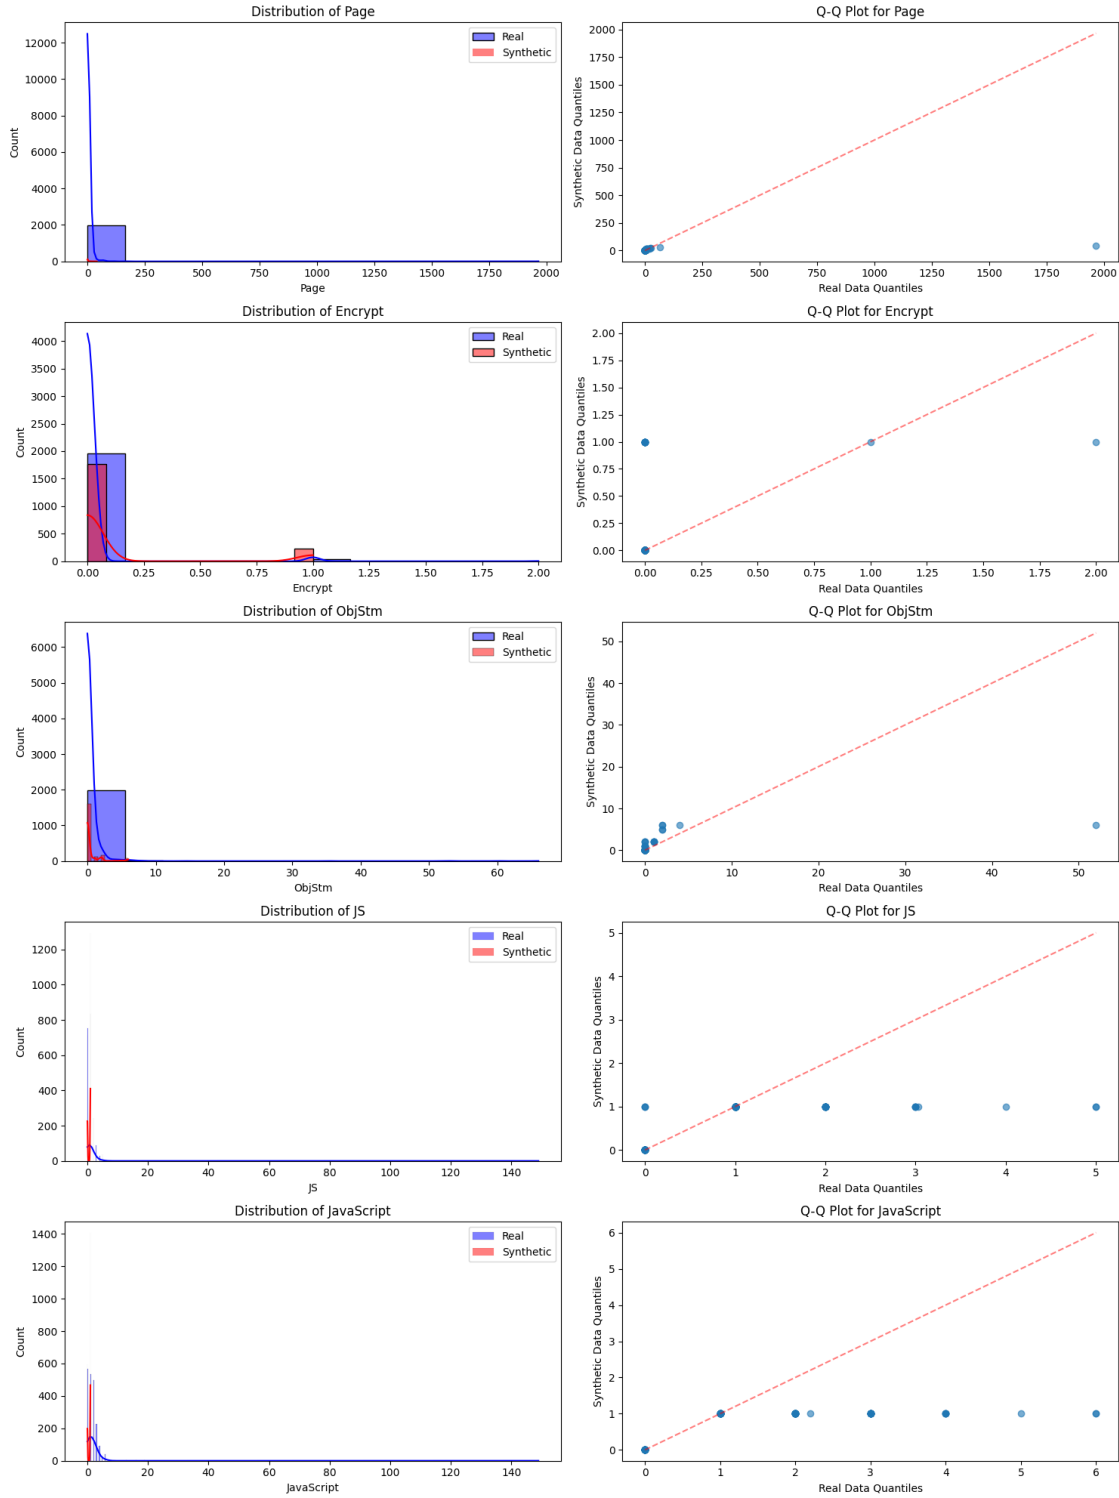 Distribution of Page
Real
Synthetic
12000
10000
8000
6000
4000
2000
0
Count
0 250 500 750 1000 1250 1500 1750 2000
Page
Q-Q Plot for Page
2000
1750
1500
1250
1000
750
500
250
0
Synthetic Data Quantiles
0 250 500 750 1000 1250 1500 1750 2000
Real Data Quantiles
Distribution of Encrypt
Real
Synthetic
4000
3500
3000
2500
2000
1500
1000
500
0
Count
0.00 0.25 0.50 0.75 1.00 1.25 1.50 1.75 2.00
Encrypt
Q-Q Plot for Encrypt
2.00
1.75
1.50
1.25
1.00
0.75
0.50
0.25
0.00
Synthetic Data Quantiles
0.00 0.25 0.50 0.75 1.00 1.25 1.50 1.75 2.00
Real Data Quantiles
Distribution of ObjStm
Real
Synthetic
6000
5000
4000
3000
2000
1000
0
Count
0 10 20 30 40 50 60
ObjStm
Q-Q Plot for ObjStm
50
40
30
20
10
0
Synthetic Data Quantiles
0 10 20 30 40 50
Real Data Quantiles
Distribution of JS
Real
Synthetic
1200
1000
800
600
400
200
0
Count
0 20 40 60 80 100 120 140
JS
Q-Q Plot for JS
5
4
3
2
1
0
Synthetic Data Quantiles
0 1 2 3 4 5
Real Data Quantiles
Distribution of JavaScript
Real
Synthetic
1400
1200
1000
800
600
400
200
0
Count
0 20 40 60 80 100 120 140
JavaScript
Q-Q Plot for JavaScript
6
5
4
3
2
1
0
Synthetic Data Quantiles
0 1 2 3 4 5 6
Real Data Quantiles